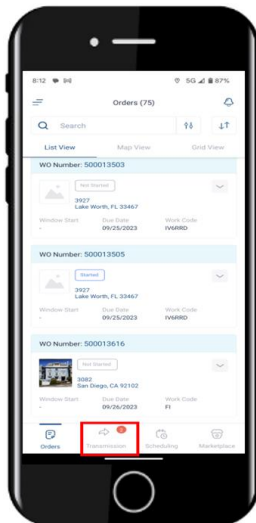 8:12 5G 87%
Orders (75)
Search
List View Map View Grid View
WO Number: 500013503
Not Started
3927
Lake Worth, FL 33467
Window Start Due Date Work Code
- 09/25/2023 IV6RRD
WO Number: 500013505
Started
3927
Lake Worth, FL 33467
Window Start Due Date Work Code
- 09/25/2023 IV6RRD
WO Number: 500013616
Not Started
3082
San Diego, CA 92102
Window Start Due Date Work Code
- 09/26/2023 FI
Orders Transmission Scheduling Marketplace